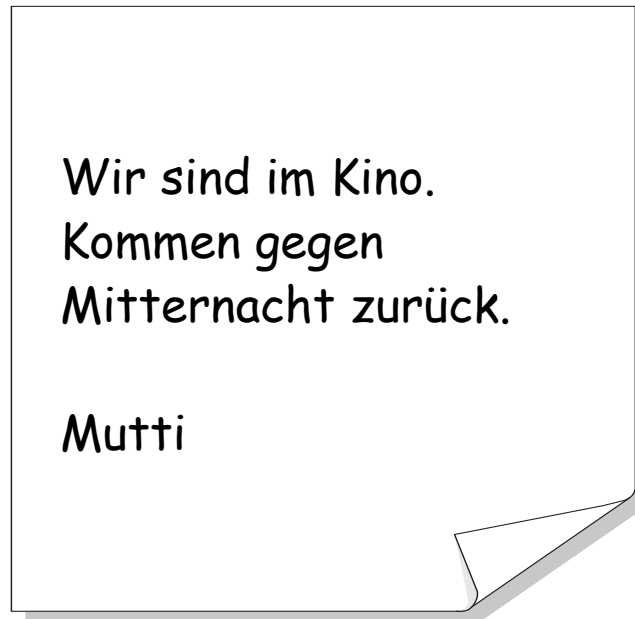 Wir sind im Kino.
Kommen gegen
Mitternacht zurück.
Mutti